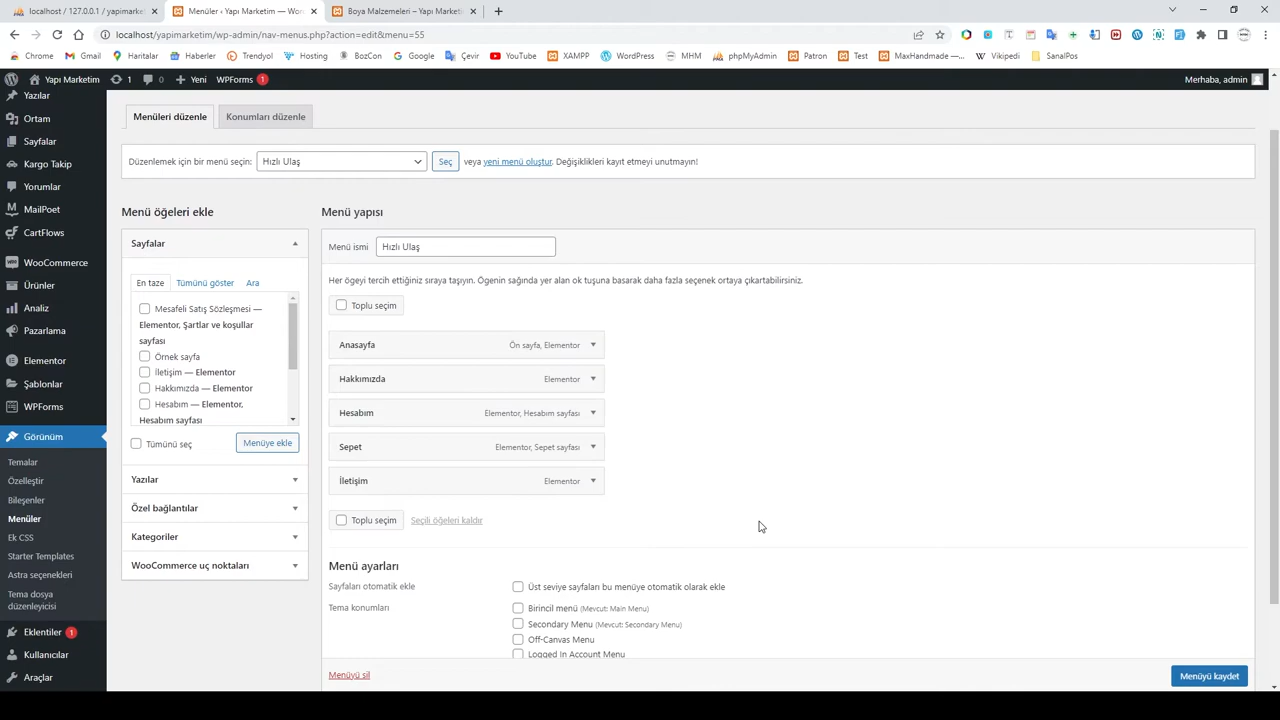 localhost / 127.0.0.1 / yapimarket
Menüler ‹ Yapı Marketim — Word
Boya Malzemeleri – Yapı Marketim
localhost/yapimarketim/wp-admin/nav-menus.php?action=edit&menu=55
Chrome Gmail Haritalar Haberler Trendyol Hosting BozCon Google Çevir YouTube XAMPP WordPress MHM phpMyAdmin Patron Test MaxHandmade —... Vikipedi SanalPos
Yapı Marketim 1 0 Yeni WPForms 1 Merhaba, admin
Yazılar
Ortam
Sayfalar
Kargo Takip
Yorumlar
MailPoet
CartFlows
WooCommerce
Ürünler
Analiz
Pazarlama
Elementor
Şablonlar
WPForms
Görünüm
Temalar
Özelleştir
Bileşenler
Menüler
Ek CSS
Starter Templates
Astra seçenekleri
Tema dosya
düzenleyicisi
Eklentiler 1
Kullanıcılar
Araçlar
Menüleri düzenle Konumları düzenle
Düzenlemek için bir menü seçin: Hızlı Ulaş Seç veya yeni menü oluştur. Değişiklikleri kayıt etmeyi unutmayın!
Menü öğeleri ekle
Sayfalar
En taze Tümünü göster Ara
Mesafeli Satış Sözleşmesi —
Elementor, Şartlar ve koşullar
sayfası
Örnek sayfa
İletişim — Elementor
Hakkımızda — Elementor
Hesabım — Elementor,
Hesabım sayfası
Tümünü seç Menüye ekle
Yazılar
Özel bağlantılar
Kategoriler
WooCommerce uç noktaları
Menü yapısı
Menü ismi Hızlı Ulaş
Her ögeyi tercih ettiğiniz sıraya taşıyın. Ögenin sağında yer alan ok tuşuna basarak daha fazla seçenek ortaya çıkartabilirsiniz.
Toplu seçim
Anasayfa Ön sayfa, Elementor
Hakkımızda Elementor
Hesabım Elementor, Hesabım sayfası
Sepet Elementor, Sepet sayfası
İletişim Elementor
Toplu seçim Seçili öğeleri kaldır
Menü ayarları
Sayfaları otomatik ekle Üst seviye sayfaları bu menüye otomatik olarak ekle
Tema konumları Birincil menü (Mevcut: Main Menu)
Secondary Menu (Mevcut: Secondary Menu)
Off-Canvas Menu
Logged In Account Menu
Menüyü sil Menüyü kaydet